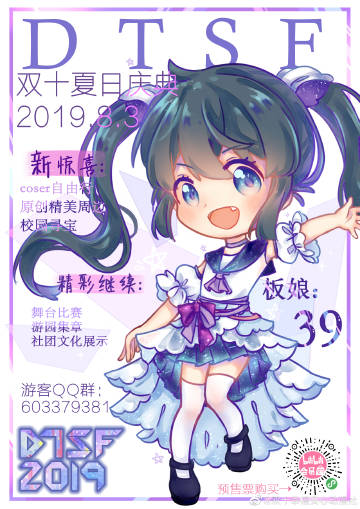 DTSF
双十夏日庆典
2019.8.3
新惊喜:
coser自由行
原创精美周边
校园寻宝
精彩继续:
舞台比赛
游园集章
社团文化展示
板娘:
39
游客QQ群:
603379381
DTSF
2019
预售票购买→